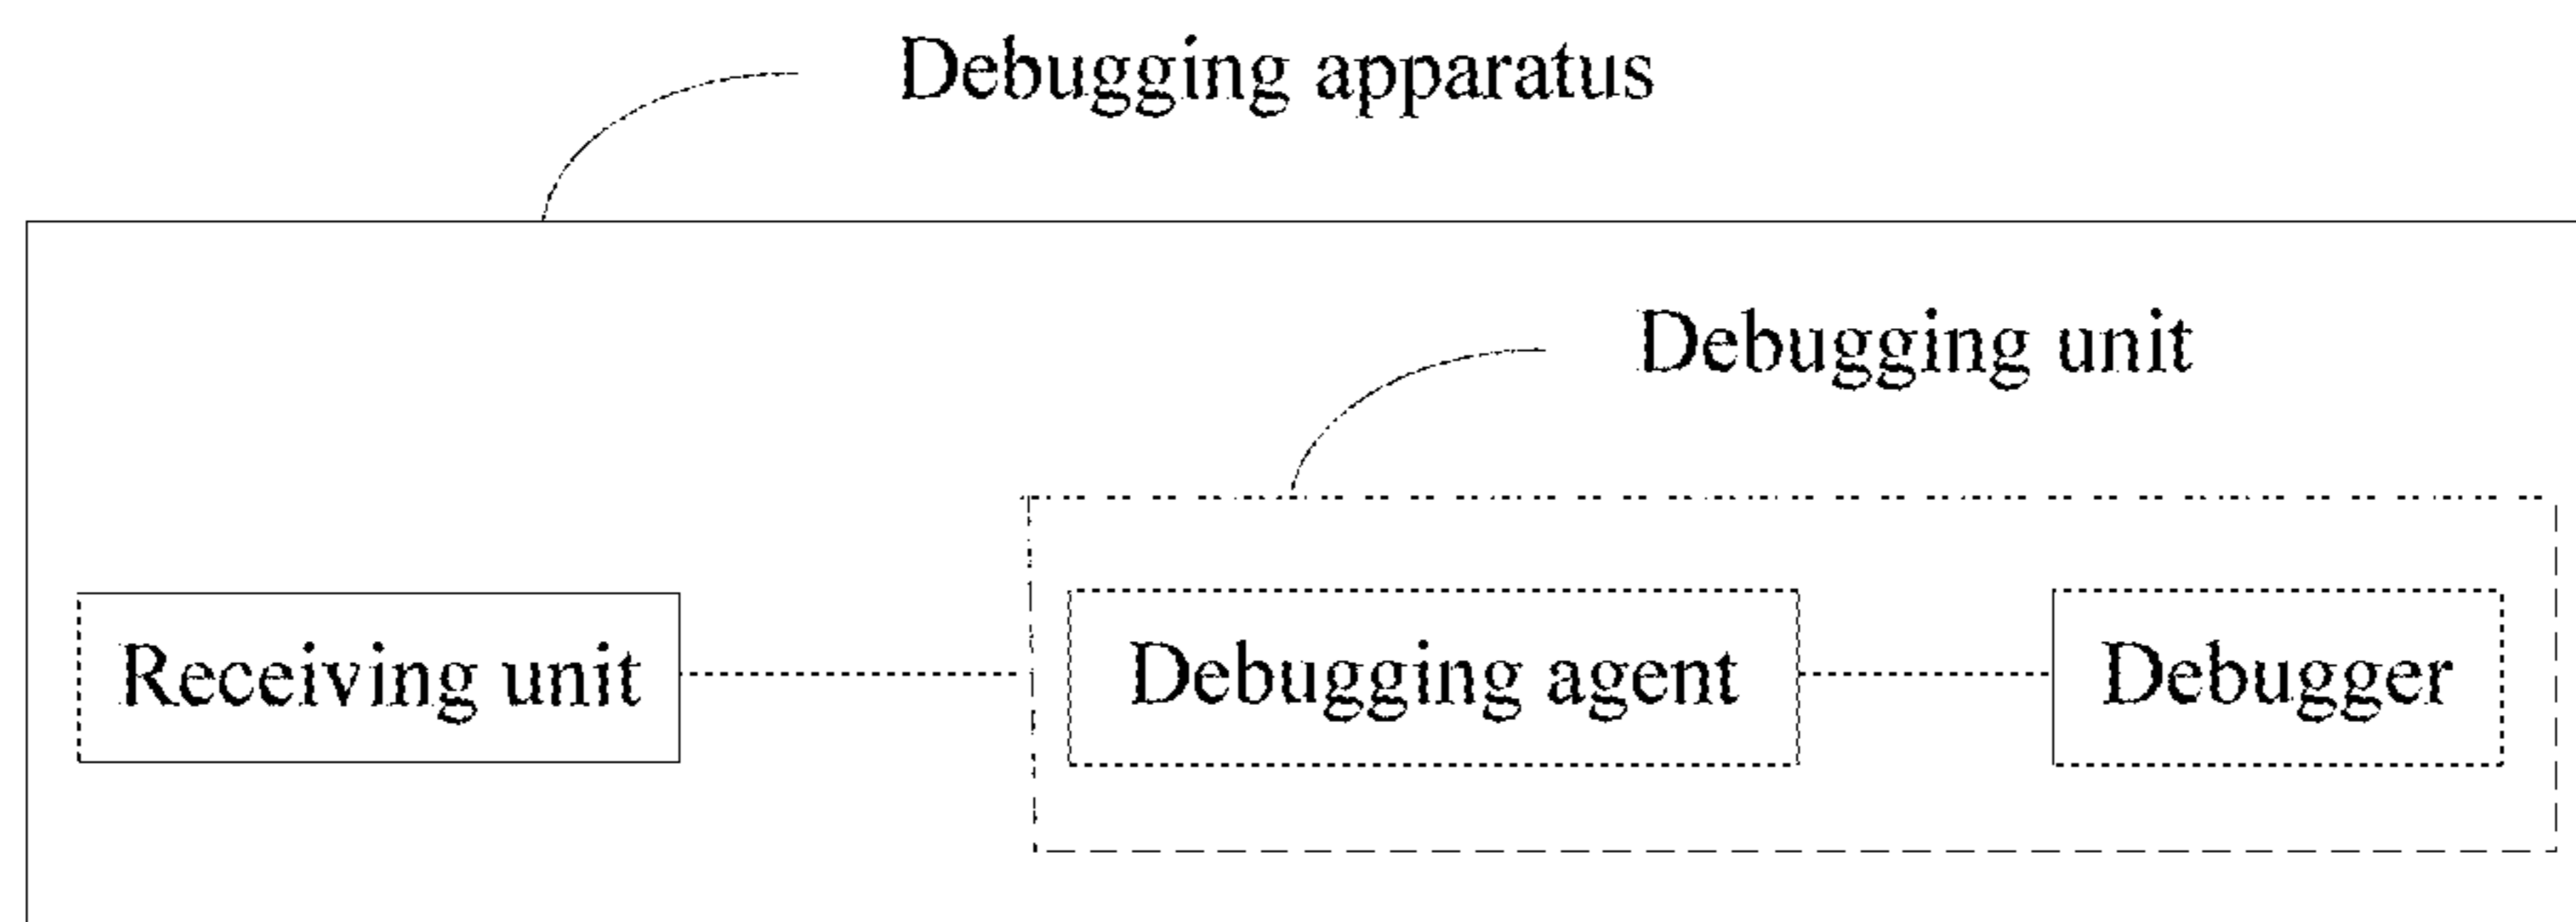 Debugging apparatus
Debugging unit
Receiving unit
Debugging agent
Debugger